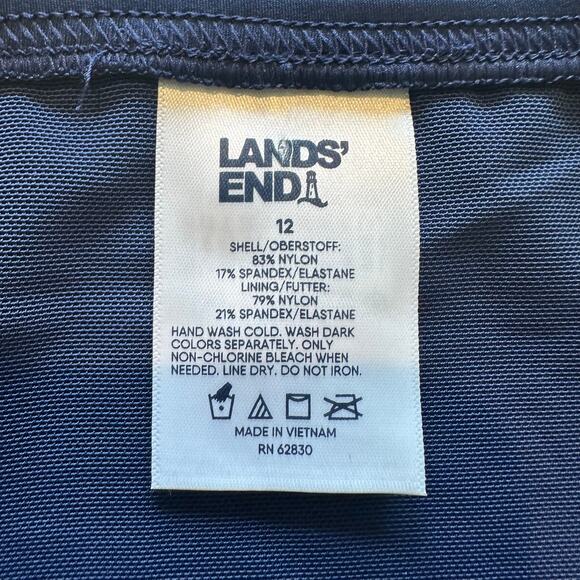 LANDS'
END
12
SHELL/OBERSTOFF:
83% NYLON
17% SPANDEX/ELASTANE
LINING/FUTTER:
79% NYLON
21% SPANDEX/ELASTANE
HAND WASH COLD. WASH DARK
COLORS SEPARATELY. ONLY
NON-CHLORINE BLEACH WHEN
NEEDED. LINE DRY. DO NOT IRON.
MADE IN VIETNAM
RN 62830